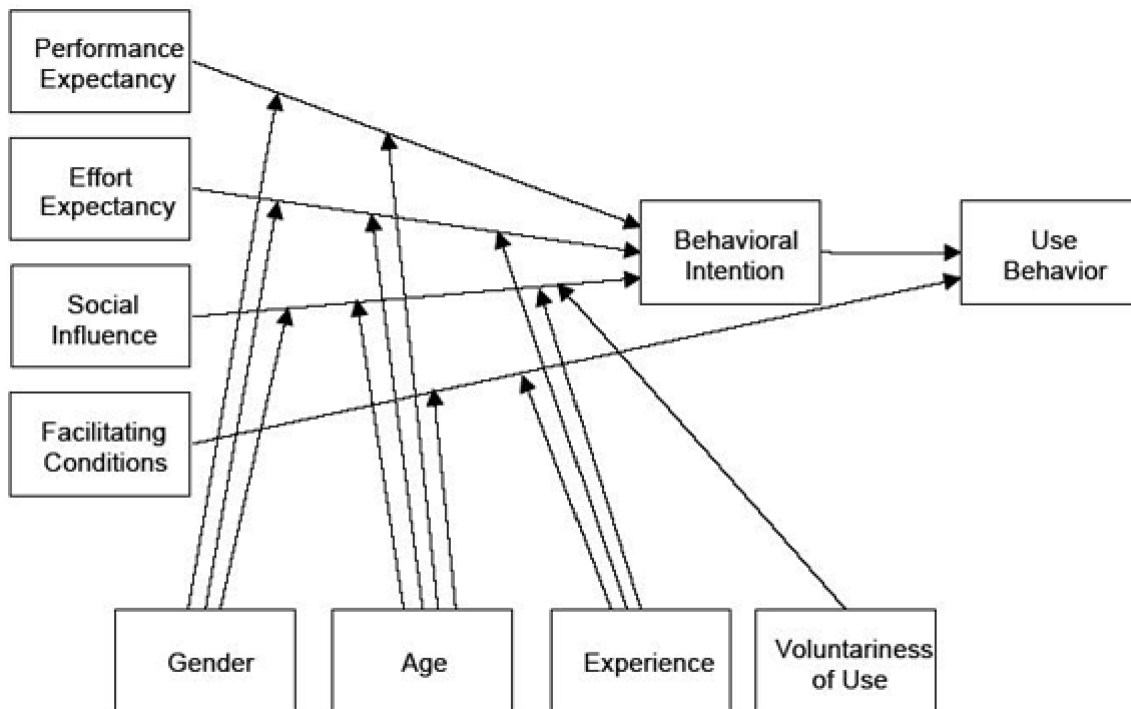 Performance
Expectancy
Effort
Expectancy
Social
Influence
Facilitating
Conditions
Behavioral
Intention
Use
Behavior
Gender
Age
Experience
Voluntariness
of Use